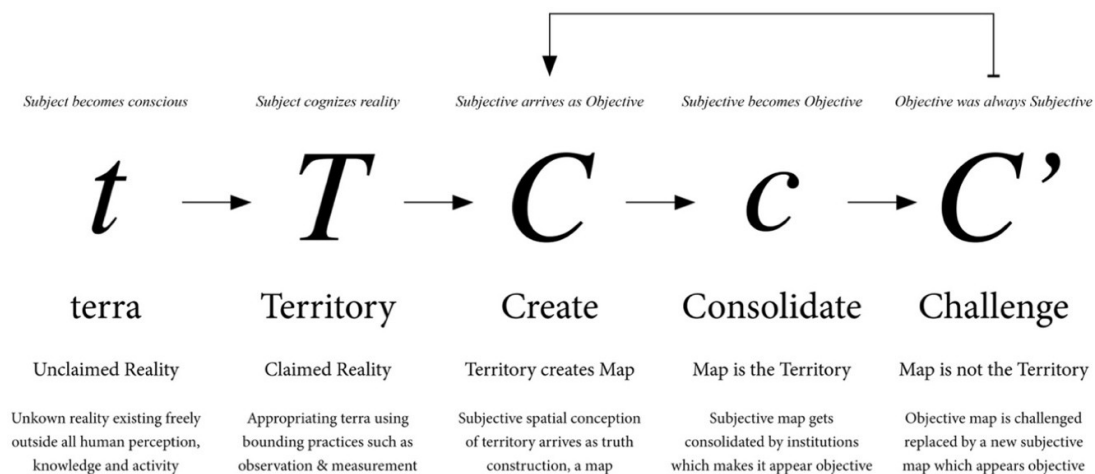 Subject becomes conscious
Subject cognizes reality
Subjective arrives as Objective
Subjective becomes Objective
Objective was always Subjective
t
T
C
c
C’
terra
Territory
Create
Consolidate
Challenge
Unclaimed Reality
Claimed Reality
Territory creates Map
Map is the Territory
Map is not the Territory
Unkown reality existing freely
outside all human perception,
knowledge and activity
Appropriating terra using
bounding practices such as
observation & measurement
Subjective spatial conception
of territory arrives as truth
construction, a map
Subjective map gets
consolidated by institutions
which makes it appear objective
Objective map is challenged
replaced by a new subjective
map which appears objective